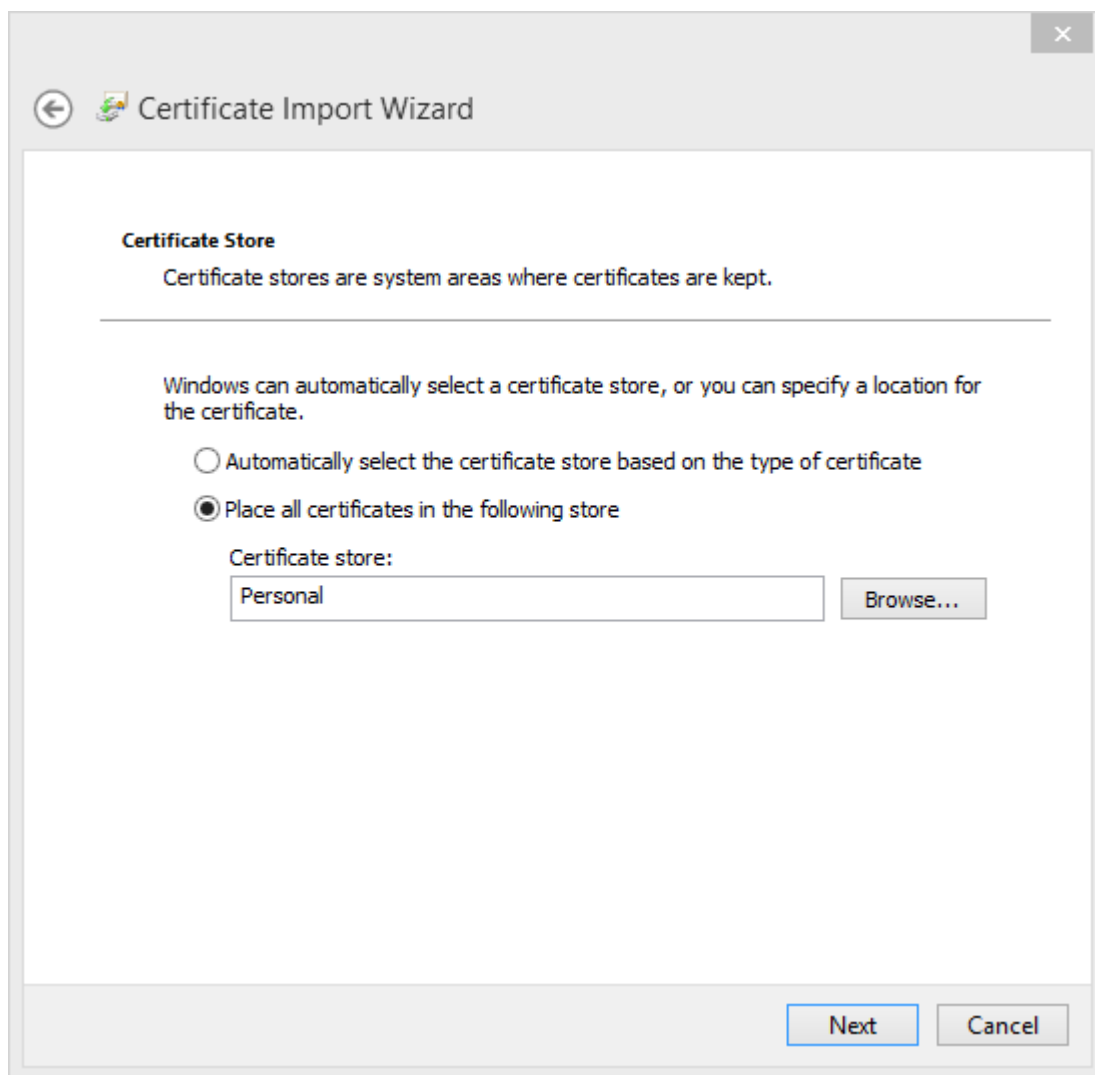 Certificate Import Wizard
Certificate Store
Certificate stores are system areas where certificates are kept.
Windows can automatically select a certificate store, or you can specify a location for
the certificate.
Automatically select the certificate store based on the type of certificate
Place all certificates in the following store
Certificate store:
Personal
Browse...
Next
Cancel